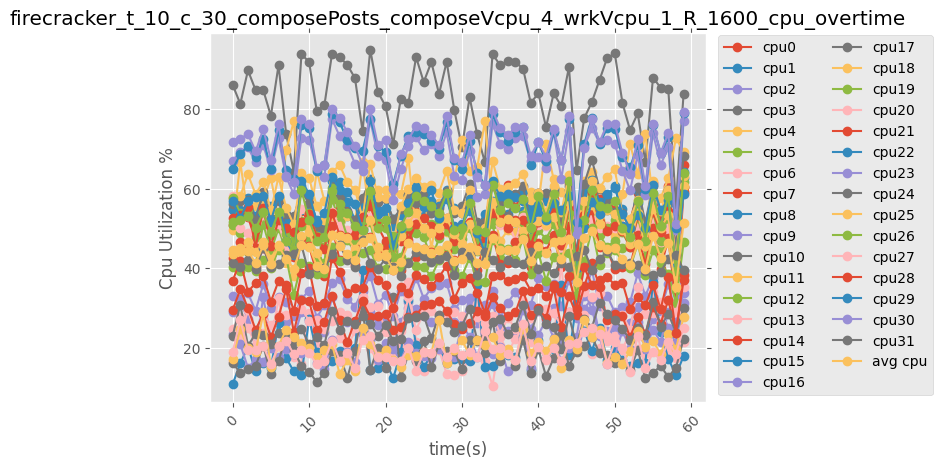 firecracker_t_10_c_30_composePosts_composeVcpu_4_wrkVcpu_1_R_1600_cpu_overtime
Cpu Utilization %
80
60
40
20
0
10
20
30
40
50
60
time(s)
cpu0
cpu1
cpu2
cpu3
cpu4
cpu5
cpu6
cpu7
cpu8
cpu9
cpu10
cpu11
cpu12
cpu13
cpu14
cpu15
cpu16
cpu17
cpu18
cpu19
cpu20
cpu21
cpu22
cpu23
cpu24
cpu25
cpu26
cpu27
cpu28
cpu29
cpu30
cpu31
avg cpu